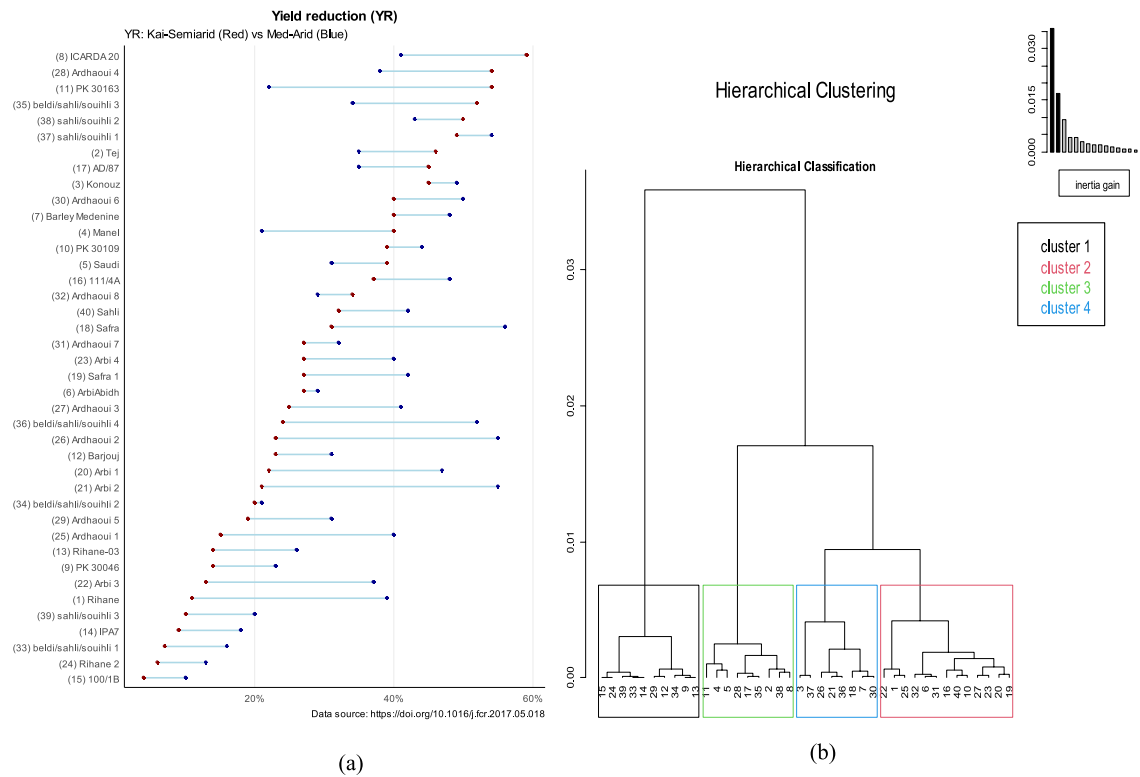 Yield reduction (YR)
YR: Kai-Semiarid (Red) vs Med-Arid (Blue)
(8) ICARDA 20
(28) Ardhaoui 4
(11) PK 30163
(35) beldi/sahli/souihli 3
(38) sahli/souihli 2
(37) sahli/souihli 1
(2) Tej
(17) AD/87
(3) Konouz
(30) Ardhaoui 6
(7) Barley Medenine
(4) Manel
(10) PK 30109
(5) Saudi
(16) 111/4A
(32) Ardhaoui 8
(40) Sahli
(18) Safra
(31) Ardhaoui 7
(23) Arbi 4
(19) Safra 1
(6) ArbiAbidh
(27) Ardhaoui 3
(36) beldi/sahli/souihli 4
(26) Ardhaoui 2
(12) Barjouj
(20) Arbi 1
(21) Arbi 2
(34) beldi/sahli/souihli 2
(29) Ardhaoui 5
(25) Ardhaoui 1
(13) Rihane-03
(9) PK 30046
(22) Arbi 3
(1) Rihane
(39) sahli/souihli 3
(14) IPA7
(33) beldi/sahli/souihli 1
(24) Rihane 2
(15) 100/1B
20% 40% 60%
Data source: https://doi.org/10.1016/j.fcr.2017.05.018
(a)
Hierarchical Clustering
0.030
0.015
0.000
inertia gain
Hierarchical Classification
cluster 1
cluster 2
cluster 3
cluster 4
0.03
0.02
0.01
0.00
15 24 39 33 14 29 12 34 9 13 11 4 5 28 17 35 2 38 8 3 37 26 21 36 18 7 30 22 1 25 32 6 31 16 40 10 27 23 20 19
(b)